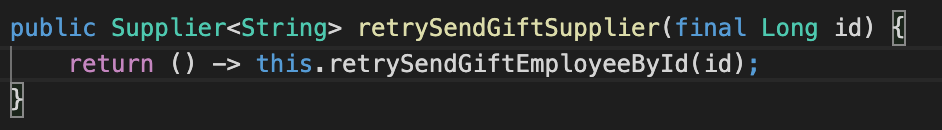 public Supplier<String> retrySendGiftSupplier(final Long id) {
    return () -> this.retrySendGiftEmployeeById(id);
}